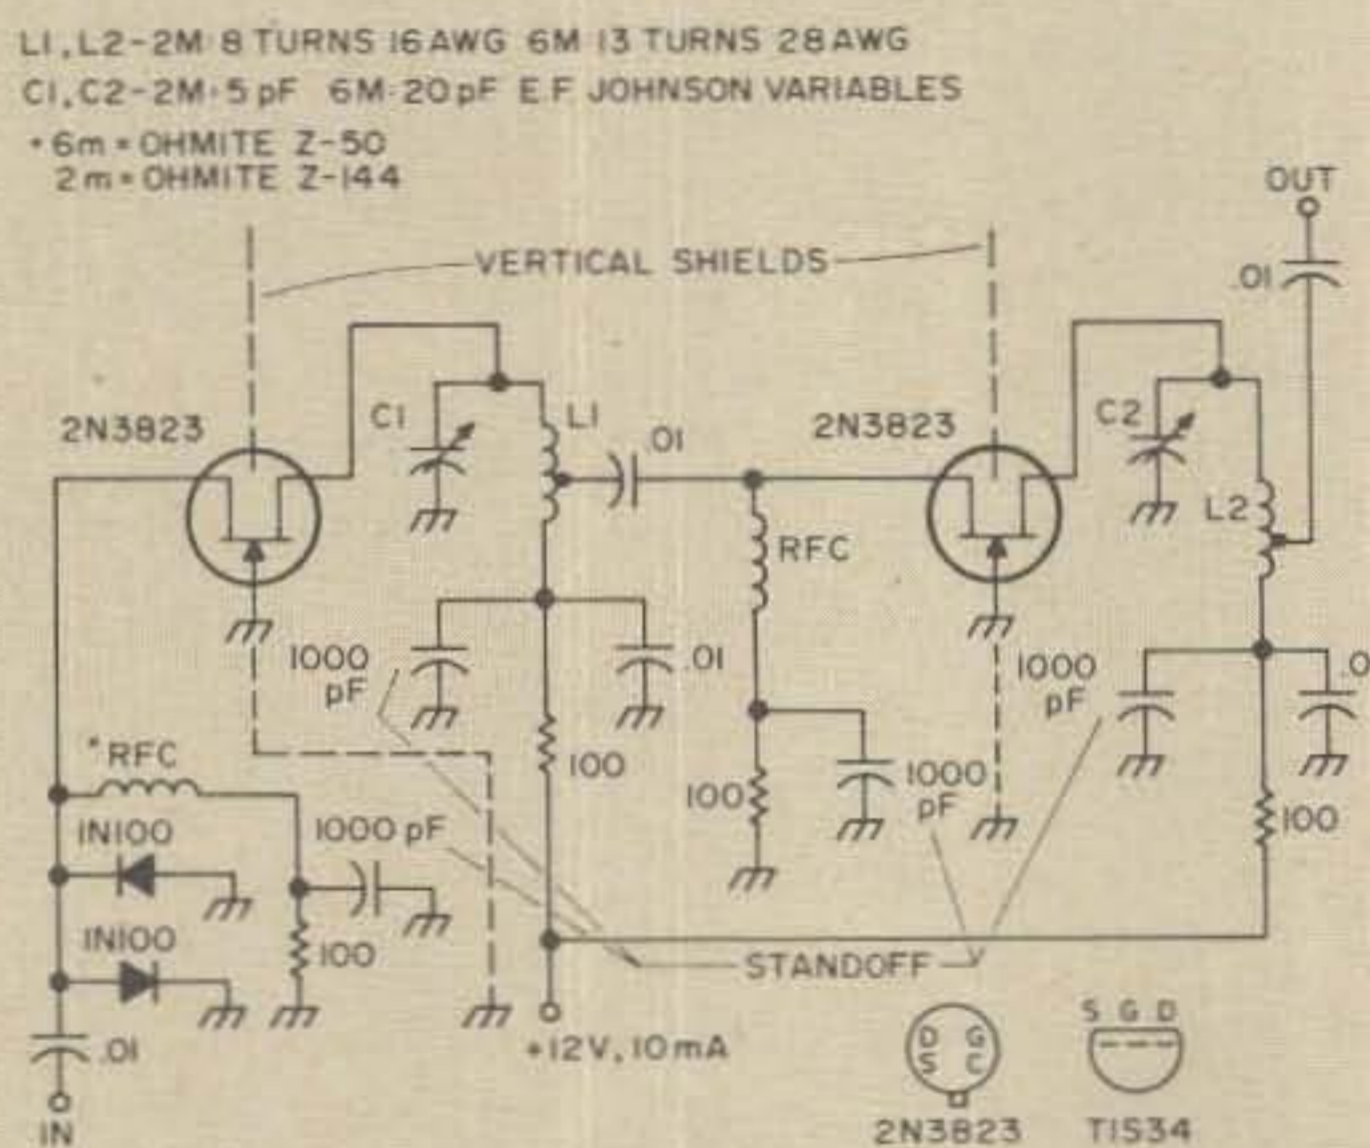 L1, L2-2M 8 TURNS 16AWG 6M 13 TURNS 28AWG
C1, C2-2M·5pF 6M·20pF E F JOHNSON VARIABLES
*6m=OHMITE Z-50
2m=OHMITE Z-144
OUT
VERTICAL SHIELDS
.01
C1
L1
2N3823
.01
2N3823
C2
L2
RFC
1000
pF
.01
1000
pF
.0
*RFC
100
100
1000
pF
100
1N100
1000 pF
1N100
100
STANDOFF
.01
+12V, 10mA
IN
D G
S C
2N3823
S G D
TIS34